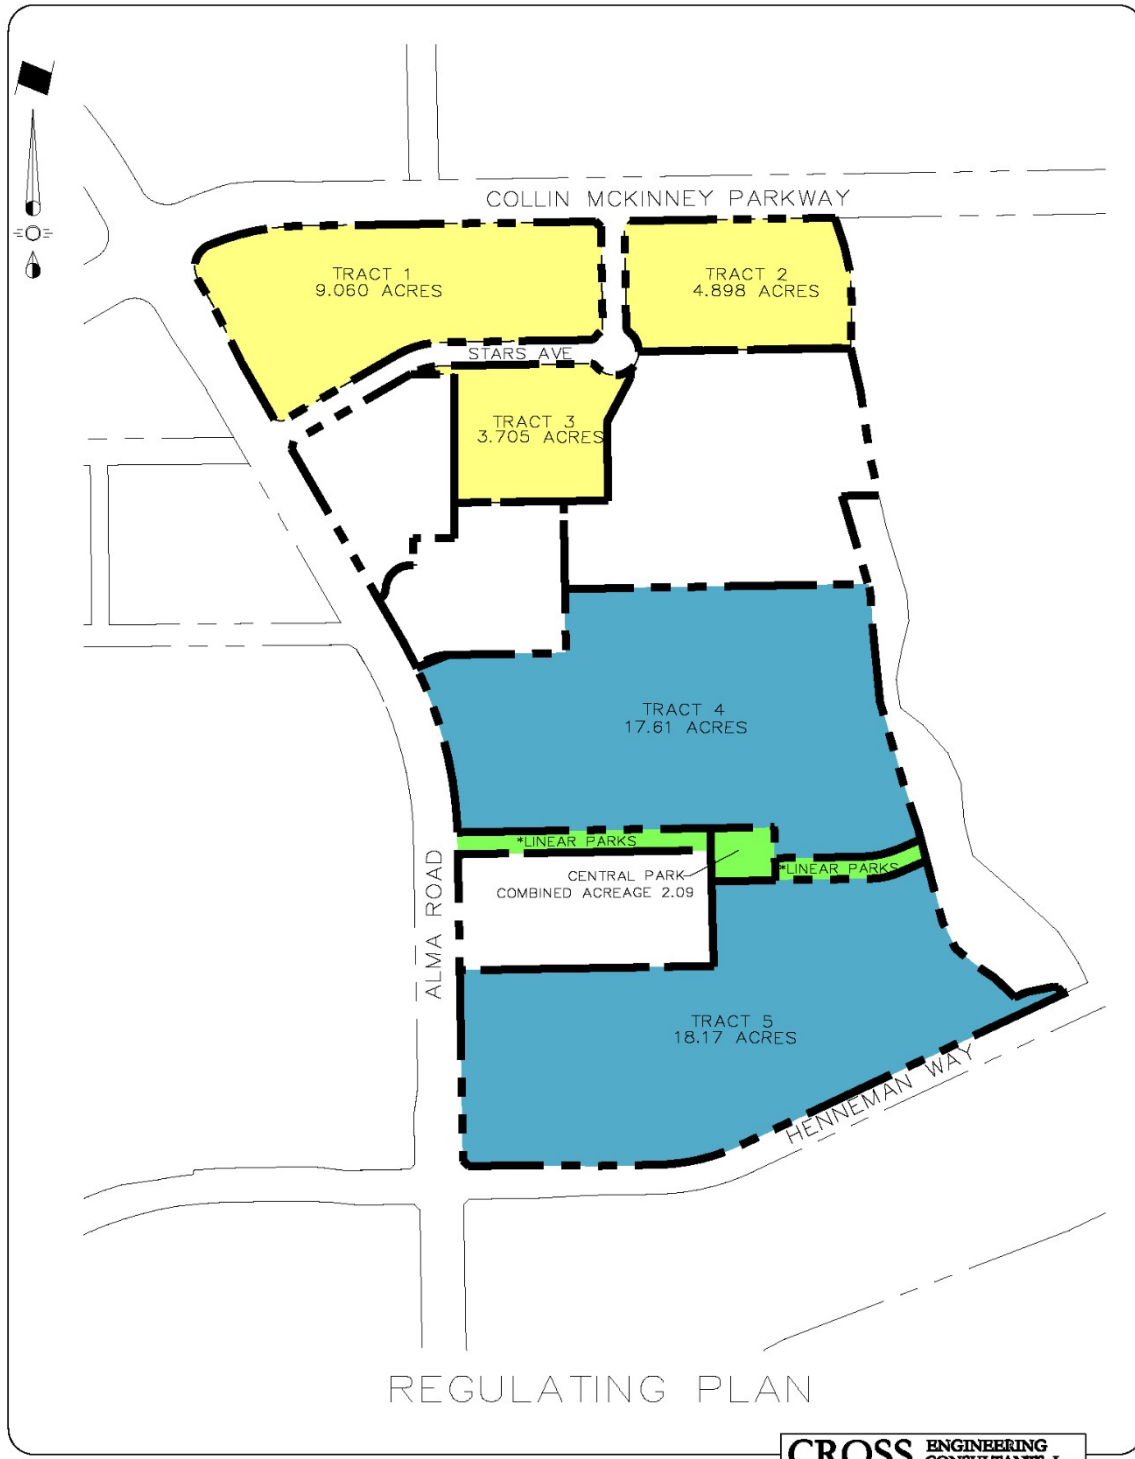 COLLIN MCKINNEY PARKWAY
TRACT 1
9.060 ACRES
TRACT 2
4.898 ACRES
STARS AVE
TRACT 3
3.705 ACRES
TRACT 4
17.61 ACRES
*LINEAR PARKS
*LINEAR PARKS
CENTRAL PARK
COMBINED ACREAGE 2.09
ALMA ROAD
TRACT 5
18.17 ACRES
HENNEMAN WAY
REGULATING PLAN
CROSS ENGINEERING